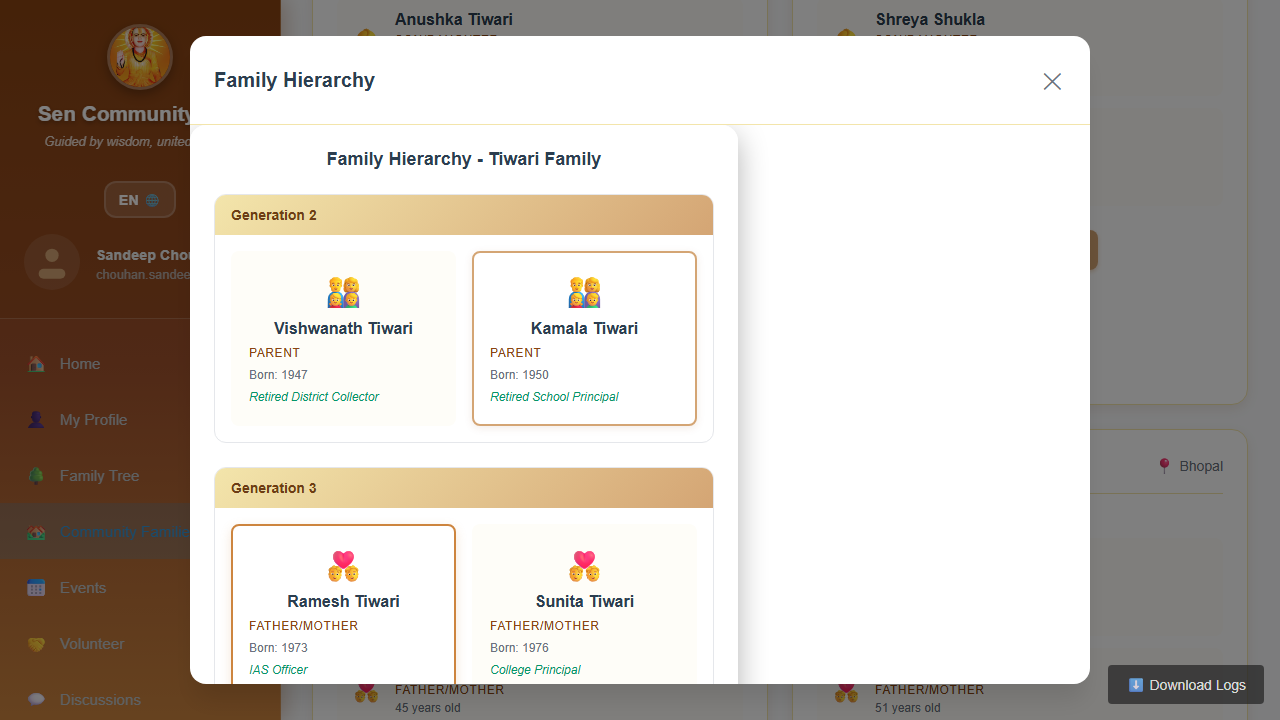 Anushka Tiwari
Shreya Shukla
Family Hierarchy
Sen Community
Guided by wisdom, united
EN
Sandeep Chou
chouhan.sandee
Home
My Profile
Family Tree
Community Familie
Events
Volunteer
Discussions
Family Hierarchy - Tiwari Family
Generation 2
Vishwanath Tiwari
PARENT
Born: 1947
Retired District Collector
Kamala Tiwari
PARENT
Born: 1950
Retired School Principal
Generation 3
Ramesh Tiwari
FATHER/MOTHER
Born: 1973
IAS Officer
Sunita Tiwari
FATHER/MOTHER
Born: 1976
College Principal
Bhopal
FATHER/MOTHER
45 years old
FATHER/MOTHER
51 years old
Download Logs